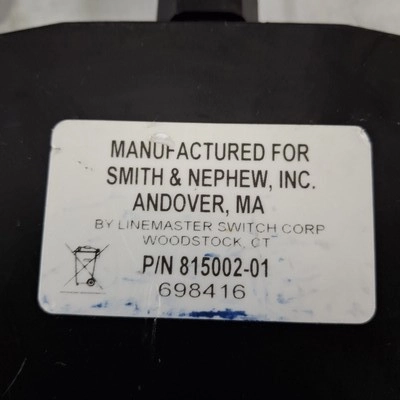 MANUFACTURED FOR
SMITH & NEPHEW, INC.
ANDOVER, MA
BY LINEMASTER SWITCH CORP
WOODSTOCK, CT
P/N 815002-01
698416